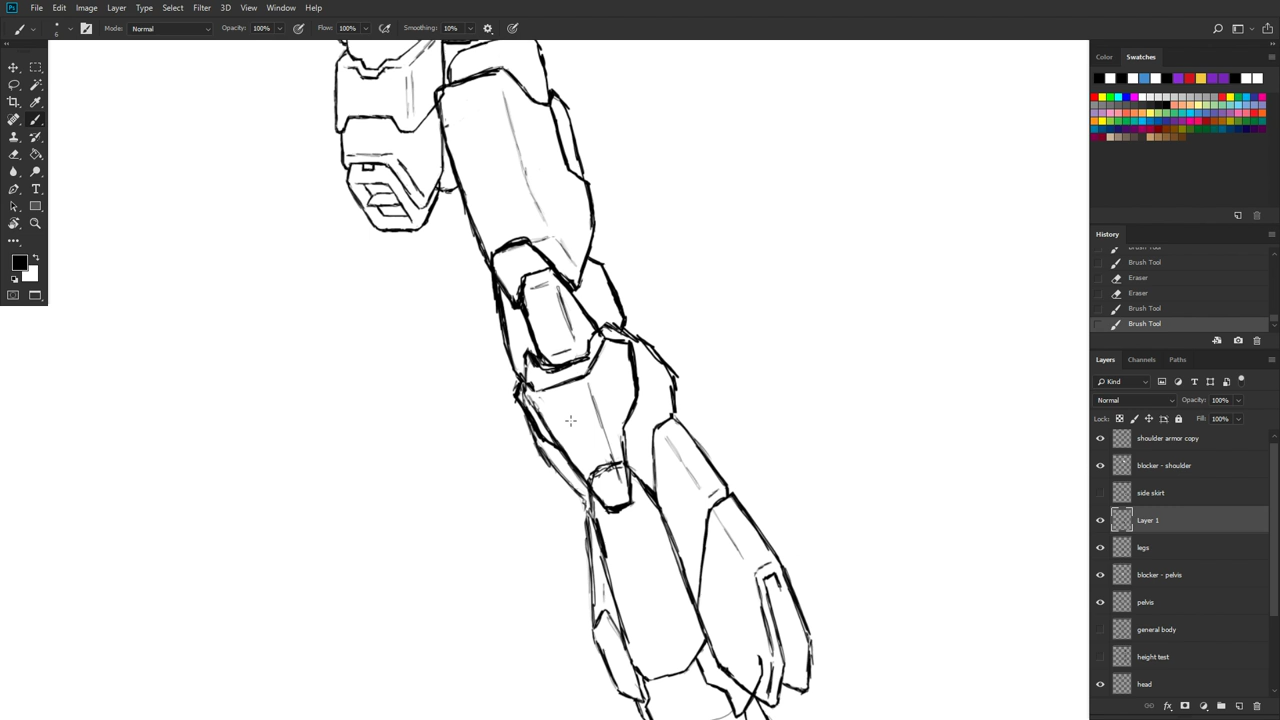 Ps File Edit Image Layer Type Select Filter 3D View Window Help
6 Mode: Normal Opacity: 100% Flow: 100% Smoothing: 10%
Color Swatches
History
Brush Tool
Brush Tool
Eraser
Eraser
Brush Tool
Brush Tool
Layers Channels Paths
Kind
Normal Opacity: 100%
Lock: Fill: 100%
shoulder armor copy
blocker - shoulder
side skirt
Layer 1
legs
blocker - pelvis
pelvis
general body
height test
head